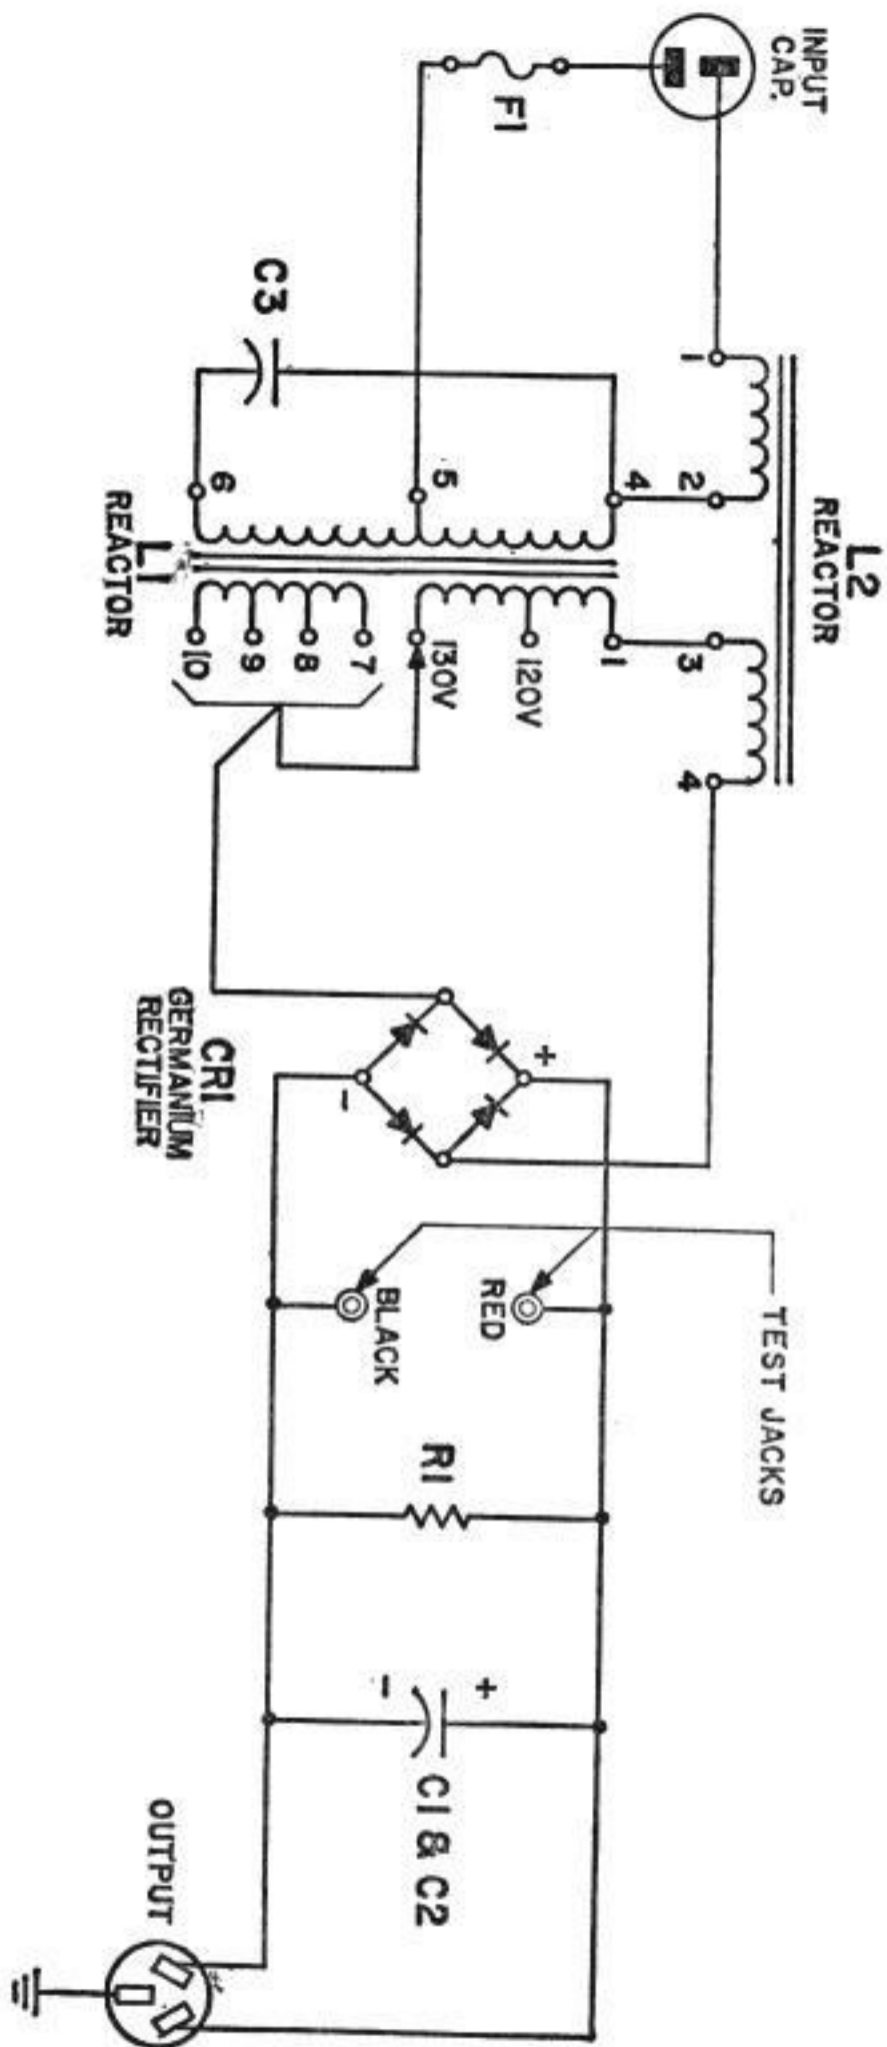 INPUT
CAP.
F1
C3
L2
REACTOR
1
2
3
4
4
5
6
L1
REACTOR
1
120V
130V
7
8
9
10
CR1
GERMANIUM
RECTIFIER
+
-
TEST JACKS
RED
BLACK
R1
+
-
C1 & C2
OUTPUT